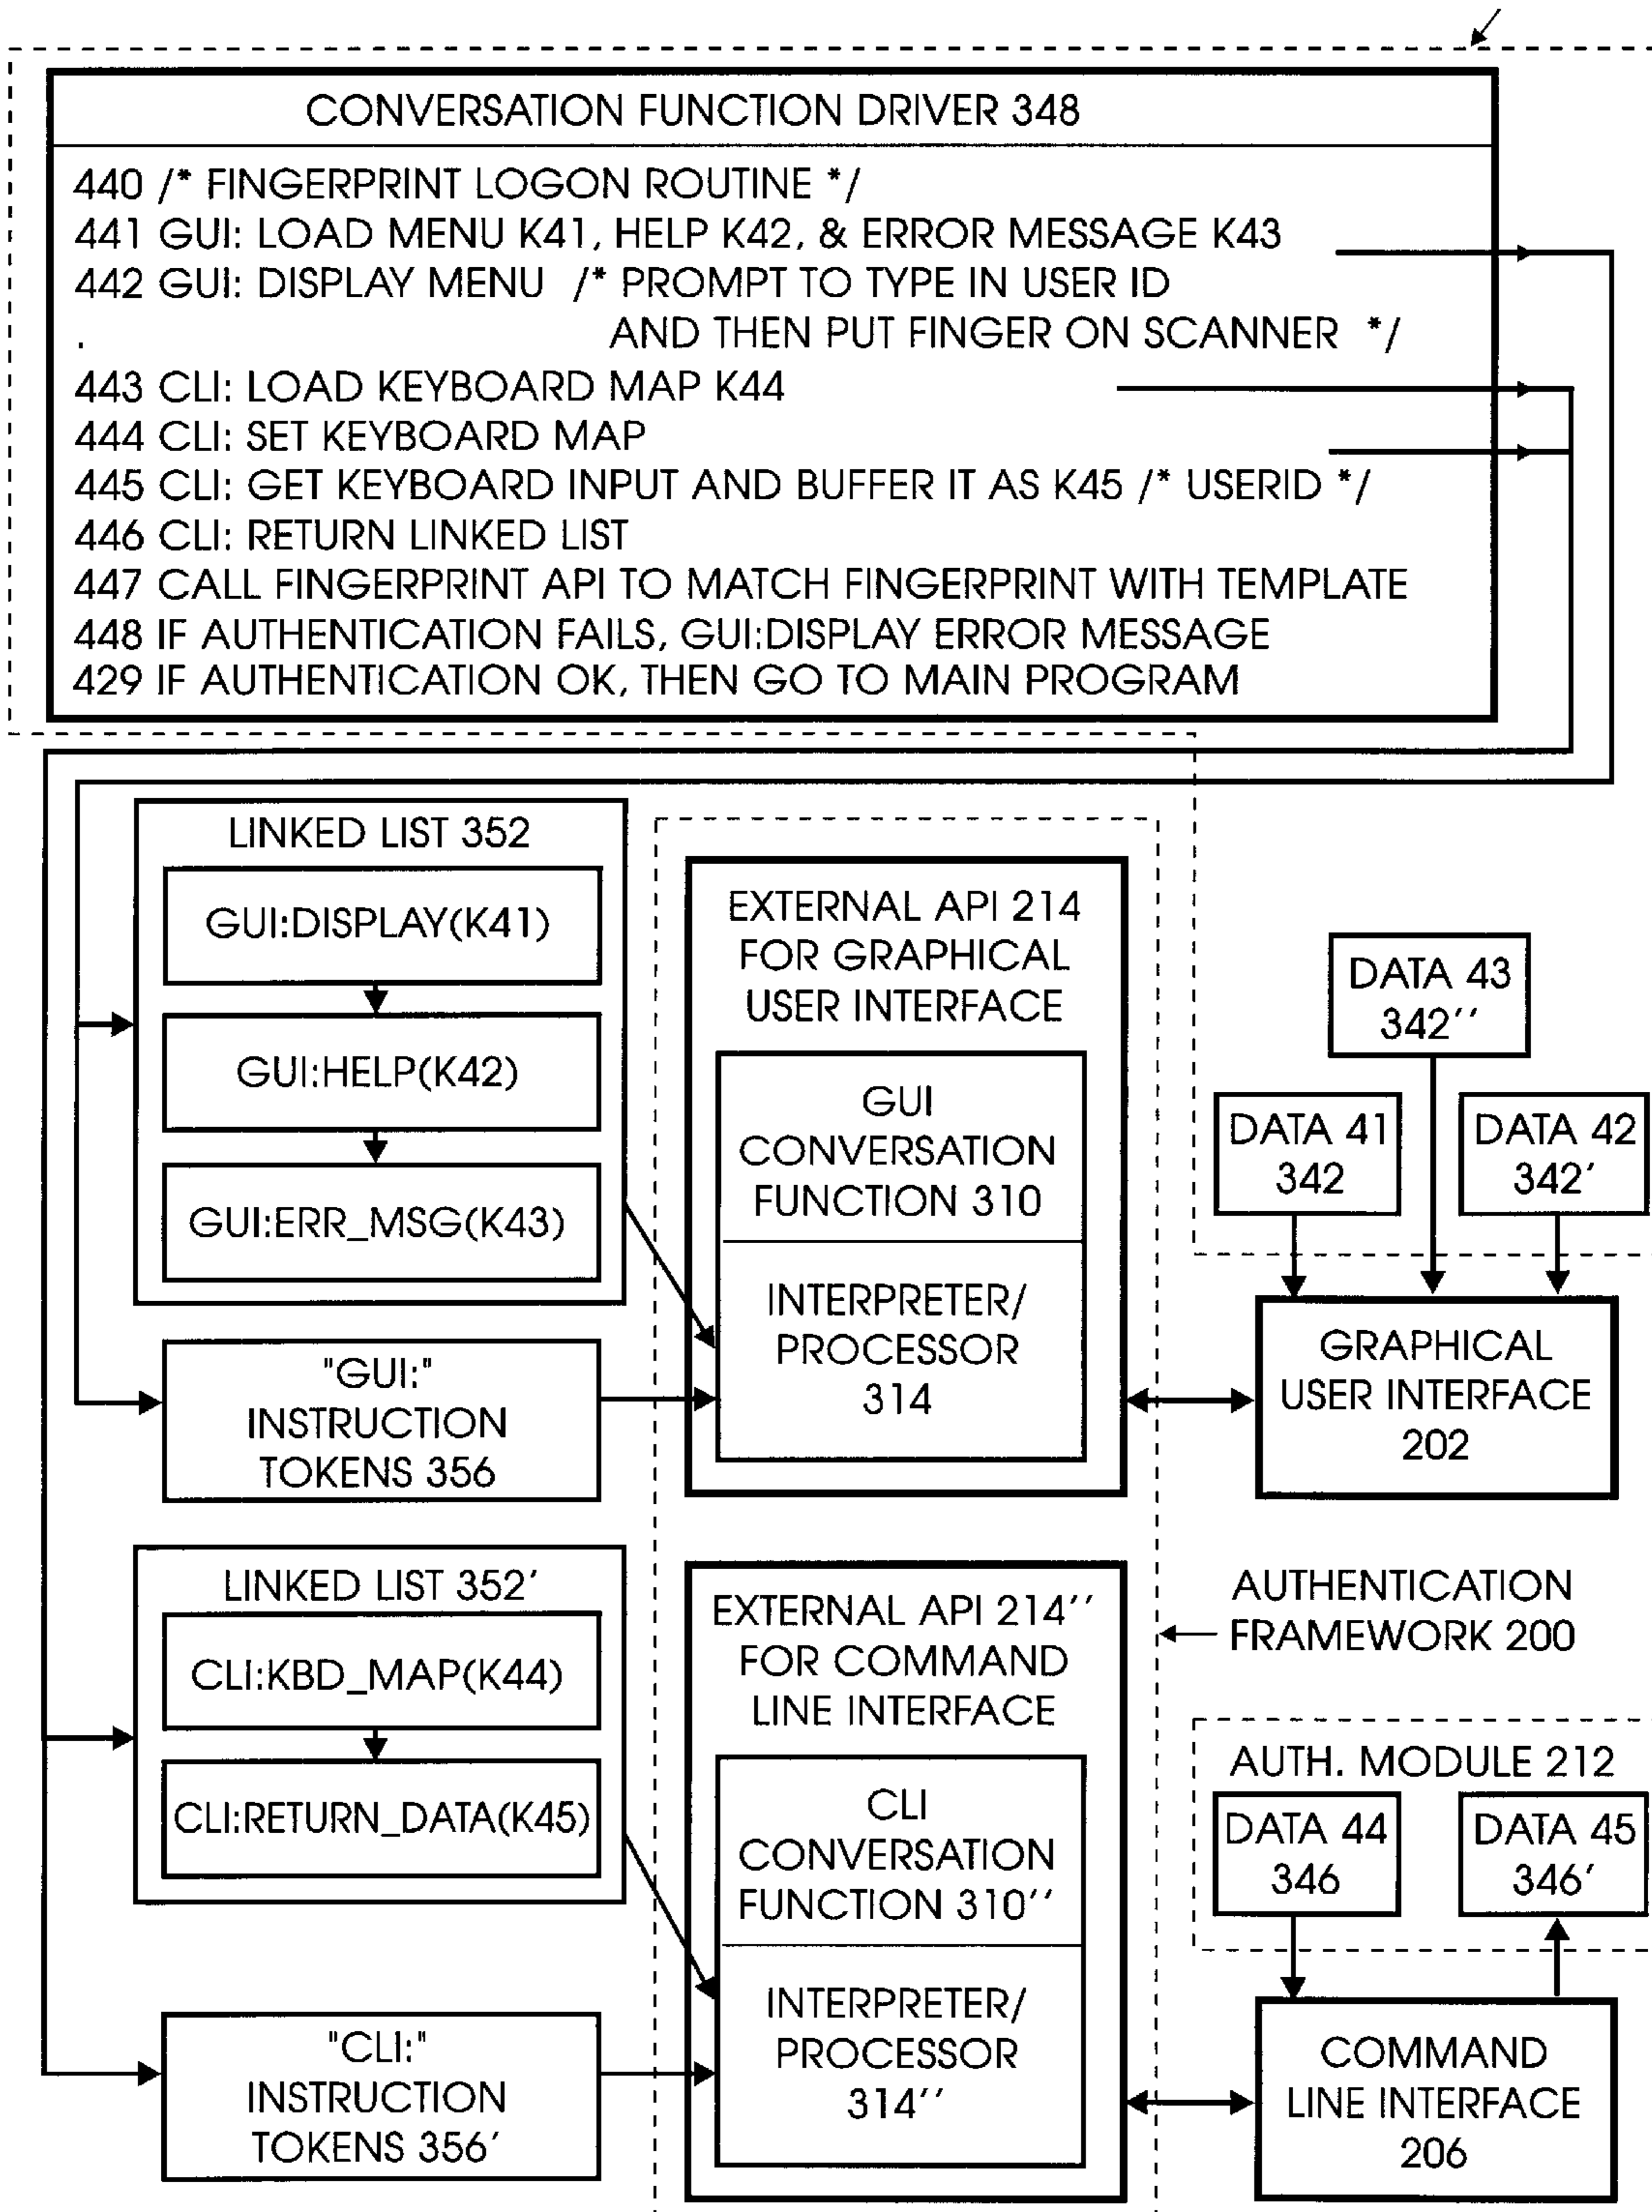 CONVERSATION FUNCTION DRIVER 348
440 /* FINGERPRINT LOGON ROUTINE */
441 GUI: LOAD MENU K41, HELP K42, & ERROR MESSAGE K43
442 GUI: DISPLAY MENU /* PROMPT TO TYPE IN USER ID
. AND THEN PUT FINGER ON SCANNER */
443 CLI: LOAD KEYBOARD MAP K44
444 CLI: SET KEYBOARD MAP
445 CLI: GET KEYBOARD INPUT AND BUFFER IT AS K45 /* USERID */
446 CLI: RETURN LINKED LIST
447 CALL FINGERPRINT API TO MATCH FINGERPRINT WITH TEMPLATE
448 IF AUTHENTICATION FAILS, GUI:DISPLAY ERROR MESSAGE
429 IF AUTHENTICATION OK, THEN GO TO MAIN PROGRAM
LINKED LIST 352
GUI:DISPLAY(K41)
GUI:HELP(K42)
GUI:ERR_MSG(K43)
"GUI:"
INSTRUCTION
TOKENS 356
EXTERNAL API 214
FOR GRAPHICAL
USER INTERFACE
GUI
CONVERSATION
FUNCTION 310
INTERPRETER/
PROCESSOR
314
DATA 43
342''
DATA 41
342
DATA 42
342'
GRAPHICAL
USER INTERFACE
202
LINKED LIST 352'
CLI:KBD_MAP(K44)
CLI:RETURN_DATA(K45)
"CLI:"
INSTRUCTION
TOKENS 356'
EXTERNAL API 214''
FOR COMMAND
LINE INTERFACE
CLI
CONVERSATION
FUNCTION 310''
INTERPRETER/
PROCESSOR
314''
AUTHENTICATION
FRAMEWORK 200
AUTH. MODULE 212
DATA 44
346
DATA 45
346'
COMMAND
LINE INTERFACE
206